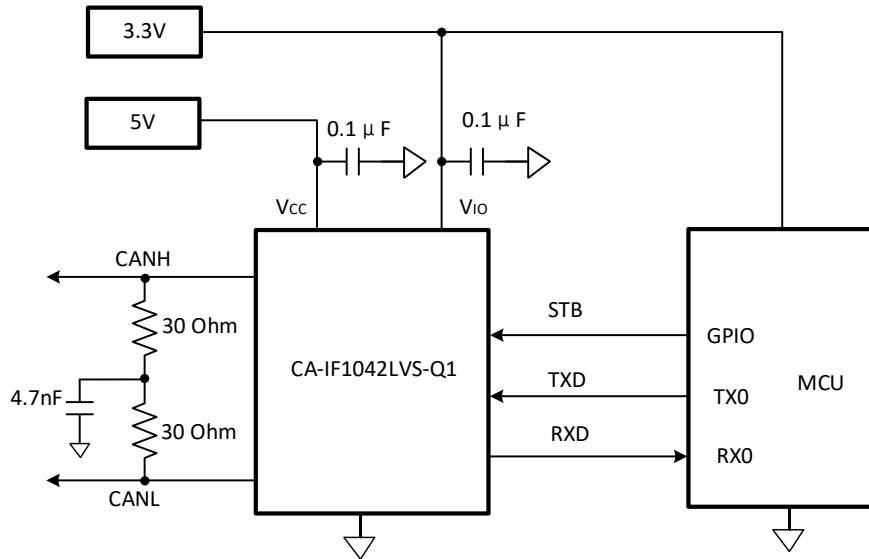 3.3V
5V
0.1 μ F
0.1 μ F
VCC
VIO
CANH
30 Ohm
4.7nF
30 Ohm
CANL
CA-IF1042LVS-Q1
STB
TXD
RXD
GPIO
TX0
RX0
MCU